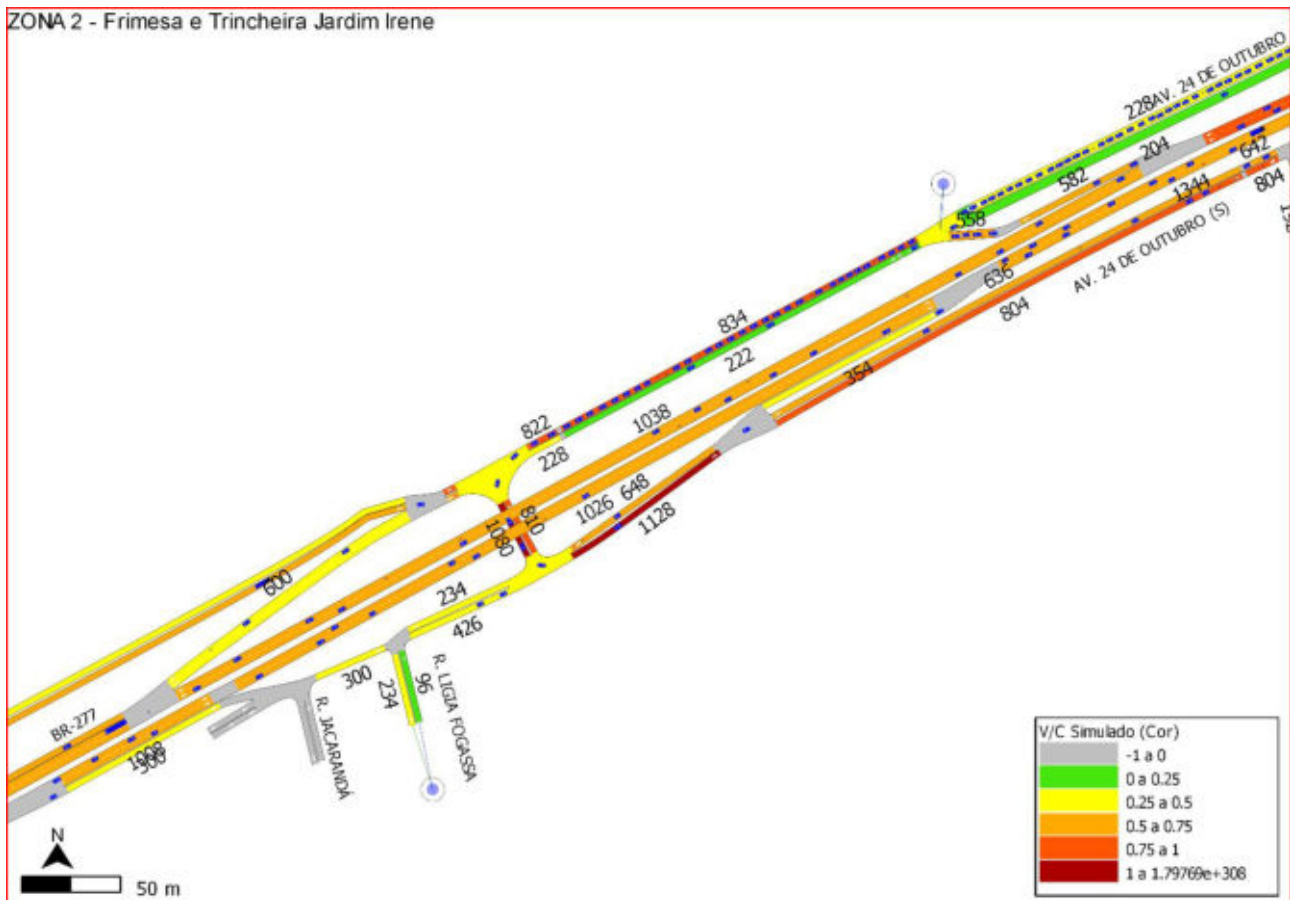 ZONA 2 - Frimesa e Trincheira Jardim Irene
AV. 24 DE OUTUBRO
228
204
642
582
1344
804
558
AV. 24 DE OUTUBRO (S)
636
804
834
222
354
1038
822
228
648
1026
810
1080
1128
600
234
426
300
234
96
R. LIGIA FOGASSA
R. JACARANDÁ
BR-277
1008
300
V/C Simulado (Cor)
-1 a 0
0 a 0.25
0.25 a 0.5
0.5 a 0.75
0.75 a 1
1 a 1.79769e+308
N
50 m